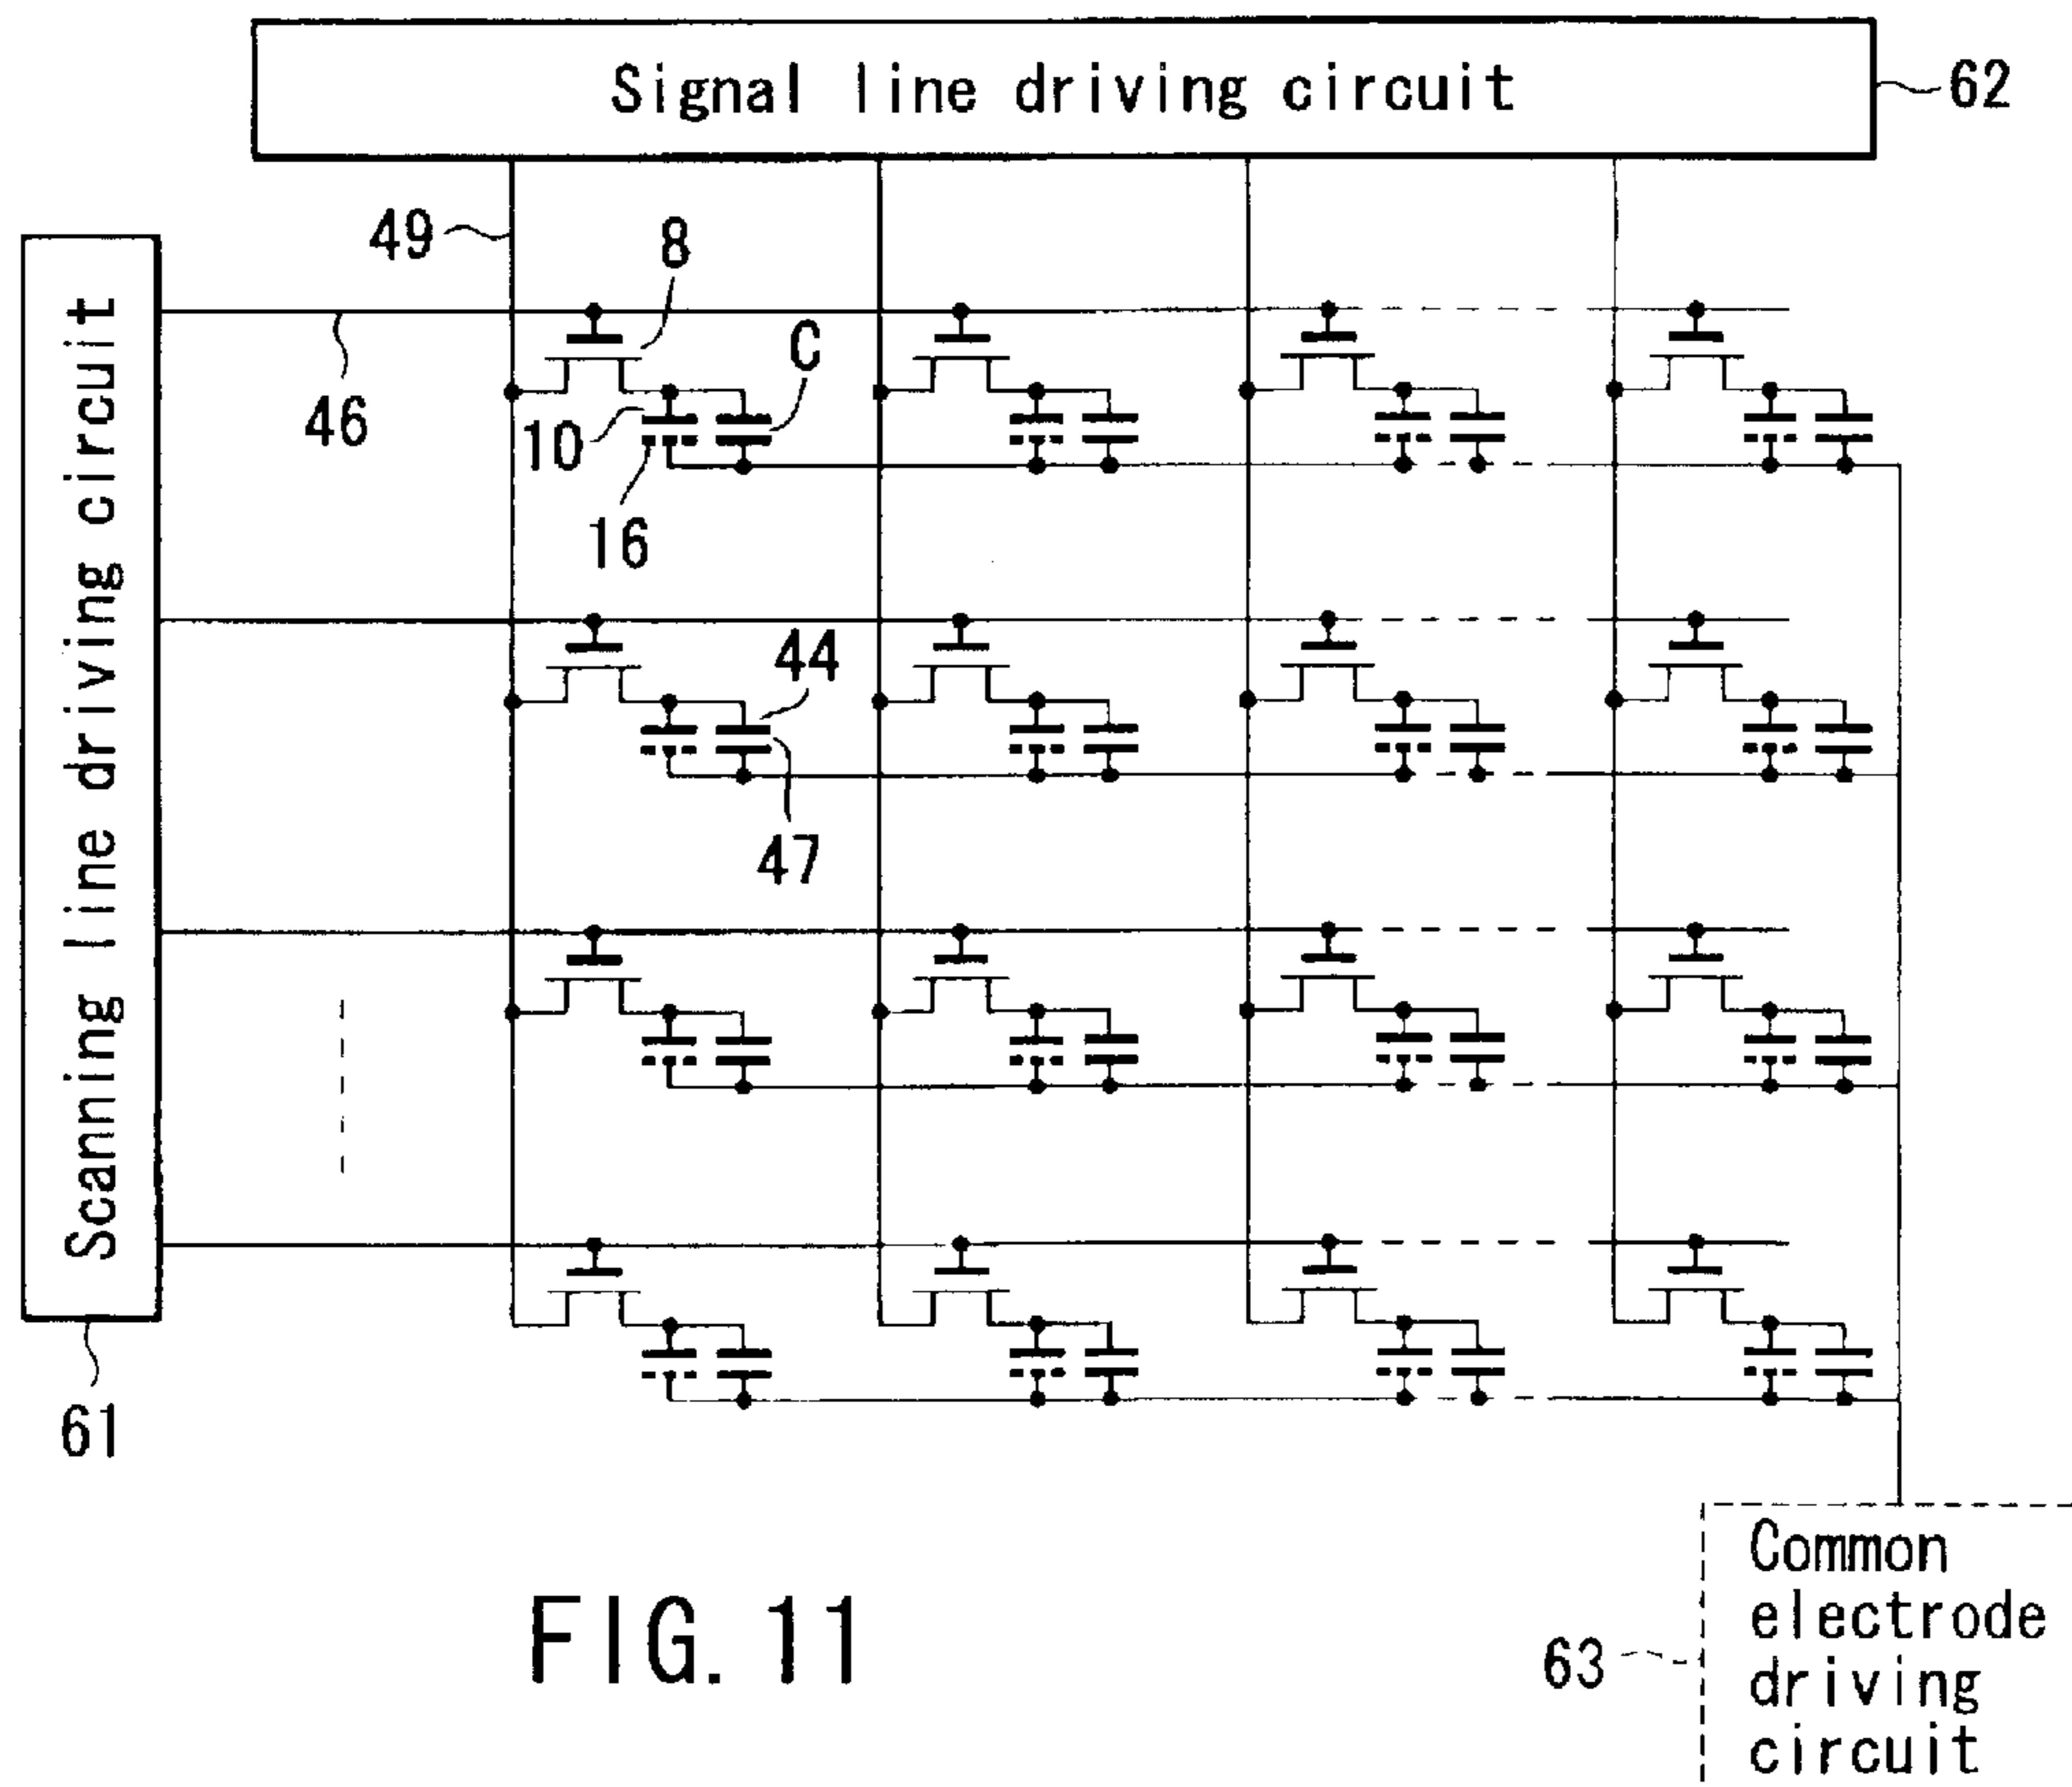 Signal line driving circuit
62
49
8
Scanning line driving circuit
C
46
10
16
44
47
61
FIG. 11
63
Common
electrode
driving
circuit